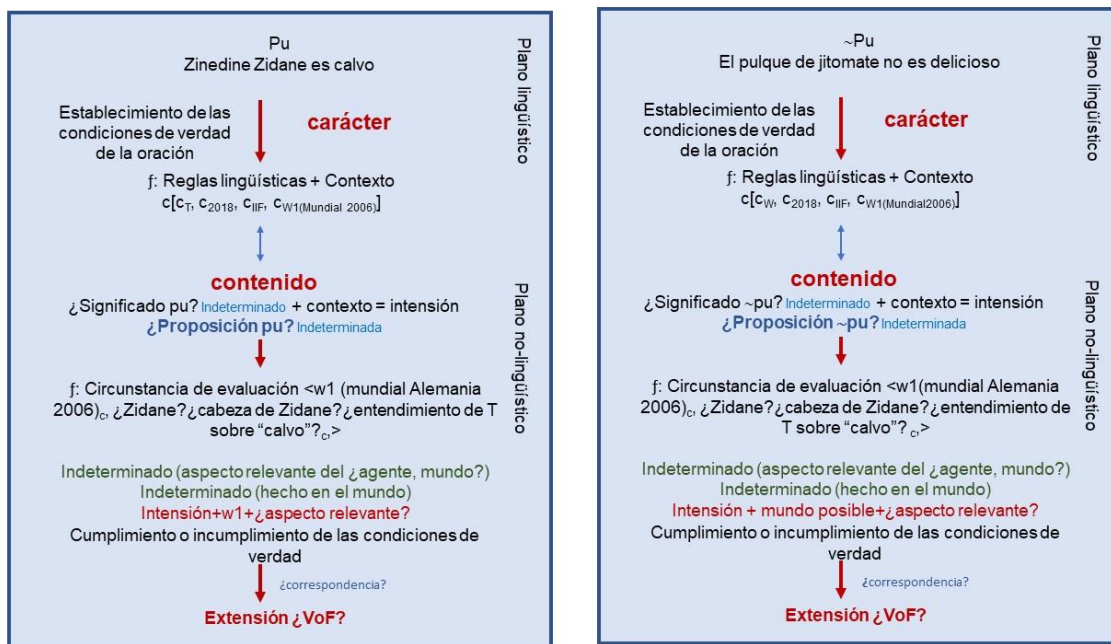 Pu
Zinedine Zidane es calvo
Plano lingüístico
Establecimiento de las
condiciones de verdad
de la oración
carácter
ƒ: Reglas lingüísticas + Contexto
c[cT, c2018, cIIF, cW1(Mundial 2006)]
contenido
¿Significado pu? Indeterminado + contexto = intensión
¿Proposición pu? Indeterminada
Plano no-lingüístico
ƒ: Circunstancia de evaluación <w1 (mundial Alemania
2006)c, ¿Zidane?¿cabeza de Zidane?¿entendimiento de T
sobre “calvo”?c,>
Indeterminado (aspecto relevante del ¿agente, mundo?)
Indeterminado (hecho en el mundo)
Intensión+w1+¿aspecto relevante?
Cumplimiento o incumplimiento de las condiciones de
verdad
¿correspondencia?
Extensión ¿VoF?
~Pu
El pulque de jitomate no es delicioso
Plano lingüístico
Establecimiento de las
condiciones de verdad
de la oración
carácter
ƒ: Reglas lingüísticas + Contexto
c[cW, c2018, cIIF, cW1(Mundial2006)]
contenido
¿Significado ~pu? Indeterminado + contexto = intensión
¿Proposición ~pu? Indeterminada
Plano no-lingüístico
ƒ: Circunstancia de evaluación <w1(mundial Alemania
2006)c, ¿Zidane?¿cabeza de Zidane?¿entendimiento de
T sobre “calvo”? c,>
Indeterminado (aspecto relevante del ¿agente, mundo?)
Indeterminado (hecho en el mundo)
Intensión + mundo posible+¿aspecto relevante?
Cumplimiento o incumplimiento de las condiciones de
verdad
¿correspondencia?
Extensión ¿VoF?